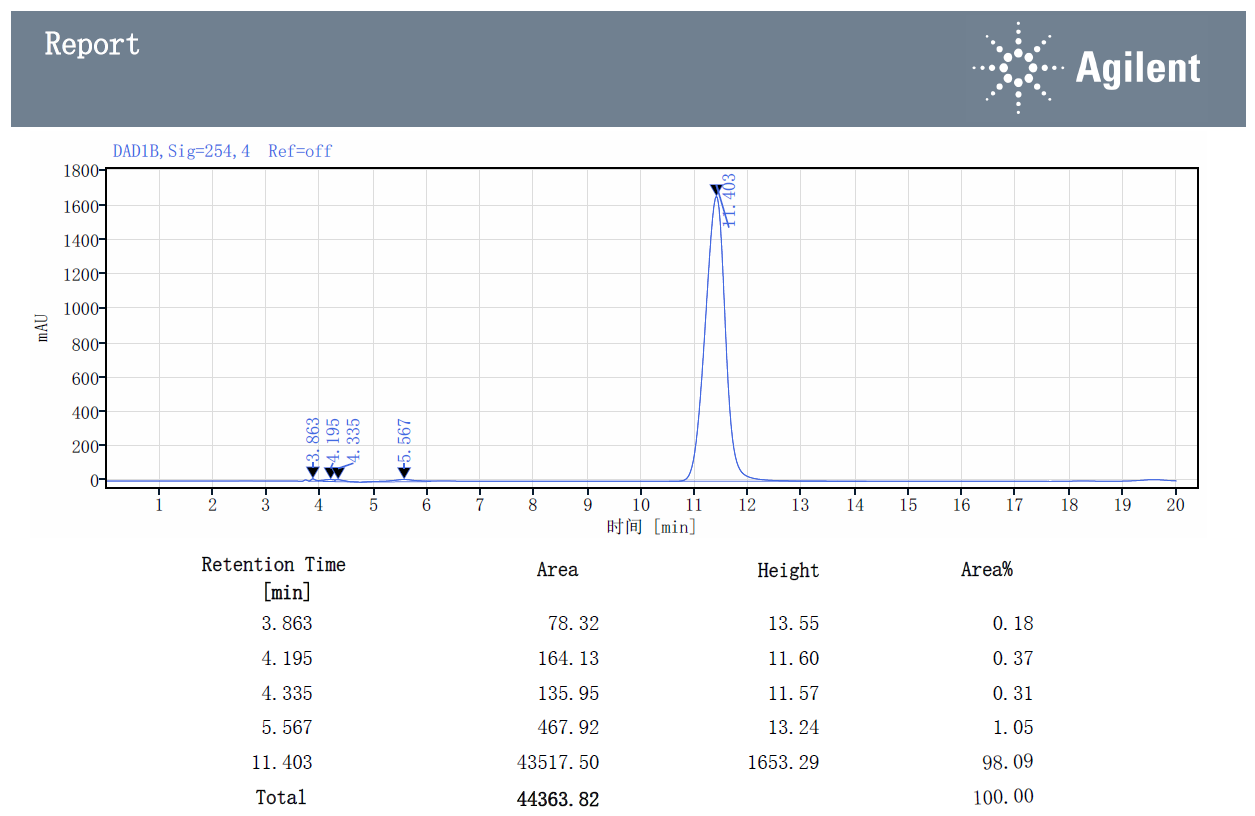 Report
Agilent
DAD1B,Sig=254,4  Ref=off
1800
1600
1400
1200
1000
800
600
400
200
0
mAU
3.863
4.195
4.335
5.567
11.403
1 2 3 4 5 6 7 8 9 10 11 12 13 14 15 16 17 18 19 20
时间 [min]
Retention Time [min] Area Height Area%
3.863 78.32 13.55 0.18
4.195 164.13 11.60 0.37
4.335 135.95 11.57 0.31
5.567 467.92 13.24 1.05
11.403 43517.50 1653.29 98.09
Total 44363.82 100.00